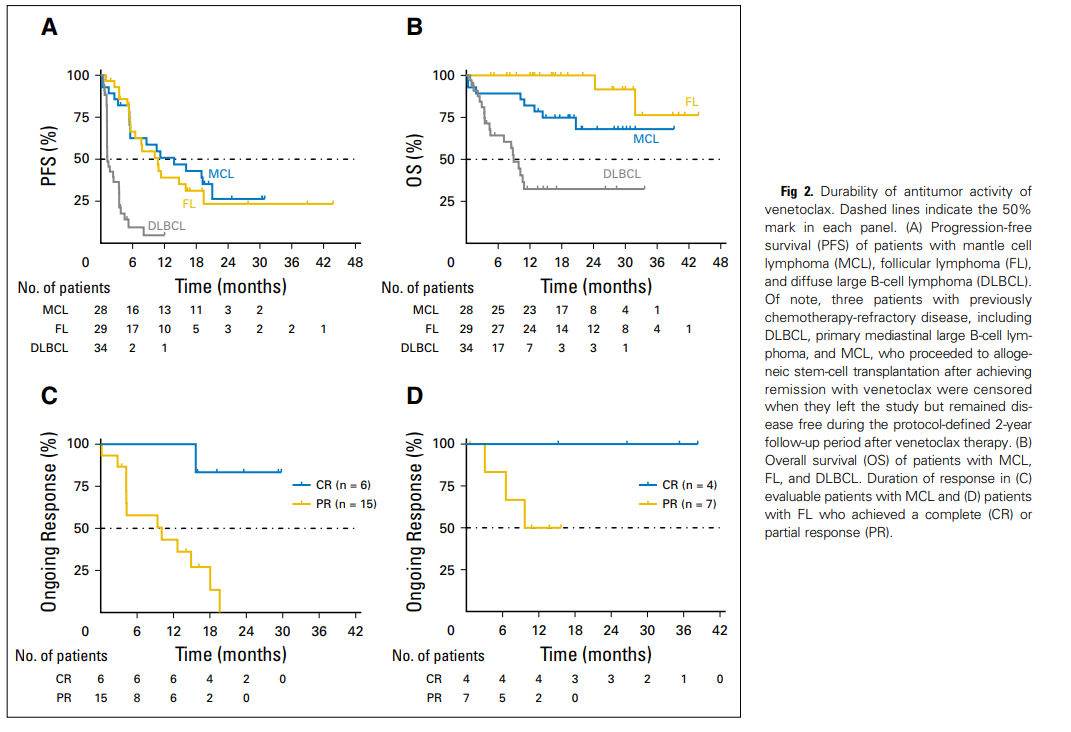 A
PFS (%)
100
75
50
25
MCL
FL
DLBCL
0 6 12 18 24 30 36 42 48
Time (months)
No. of patients
MCL 28 16 13 11 3 2
FL 29 17 10 5 3 2 2 1
DLBCL 34 2 1
B
OS (%)
100
75
50
25
FL
MCL
DLBCL
0 6 12 18 24 30 36 42 48
Time (months)
No. of patients
MCL 28 25 23 17 8 4 1
FL 29 27 24 14 12 8 4 1
DLBCL 34 17 7 3 3 1
C
Ongoing Response (%)
100
75
50
25
CR (n = 6)
PR (n = 15)
0 6 12 18 24 30 36 42
Time (months)
No. of patients
CR 6 6 6 4 2 0
PR 15 8 6 2 0
D
Ongoing Response (%)
100
75
50
25
CR (n = 4)
PR (n = 7)
0 6 12 18 24 30 36 42
Time (months)
No. of patients
CR 4 4 4 3 3 2 1 0
PR 7 5 2 0
Fig 2. Durability of antitumor activity of
venetoclax. Dashed lines indicate the 50%
mark in each panel. (A) Progression-free
survival (PFS) of patients with mantle cell
lymphoma (MCL), follicular lymphoma (FL),
and diffuse large B-cell lymphoma (DLBCL).
Of note, three patients with previously
chemotherapy-refractory disease, including
DLBCL, primary mediastinal large B-cell lym-
phoma, and MCL, who proceeded to alloge-
neic stem-cell transplantation after achieving
remission with venetoclax were censored
when they left the study but remained dis-
ease free during the protocol-defined 2-year
follow-up period after venetoclax therapy. (B)
Overall survival (OS) of patients with MCL,
FL, and DLBCL. Duration of response in (C)
evaluable patients with MCL and (D) patients
with FL who achieved a complete (CR) or
partial response (PR).